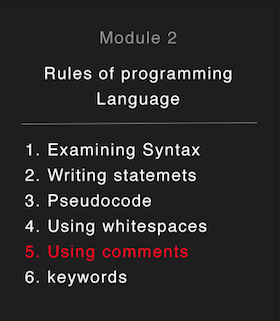 Module 2
Rules of programming
Language
1. Examining Syntax
2. Writing statemets
3. Pseudocode
4. Using whitespaces
5. Using comments
6. keywords